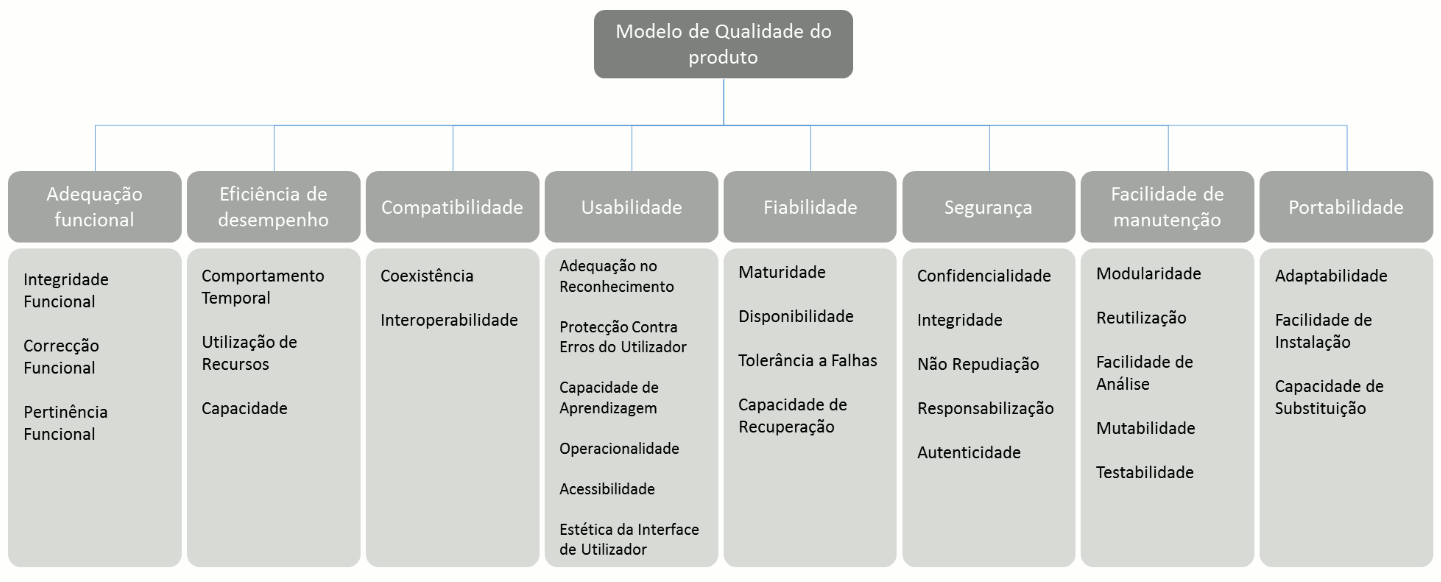 Modelo de Qualidade do
produto
Adequação
funcional
Integridade
Funcional
Correcção
Funcional
Pertinência
Funcional
Eficiência de
desempenho
Comportamento
Temporal
Utilização de
Recursos
Capacidade
Compatibilidade
Coexistência
Interoperabilidade
Usabilidade
Adequação no
Reconhecimento
Protecção Contra
Erros do Utilizador
Capacidade de
Aprendizagem
Operacionalidade
Acessibilidade
Estética da Interface
de Utilizador
Fiabilidade
Maturidade
Disponibilidade
Tolerância a Falhas
Capacidade de
Recuperação
Segurança
Confidencialidade
Integridade
Não Repudiação
Responsabilização
Autenticidade
Facilidade de
manutenção
Modularidade
Reutilização
Facilidade de
Análise
Mutabilidade
Testabilidade
Portabilidade
Adaptabilidade
Facilidade de
Instalação
Capacidade de
Substituição